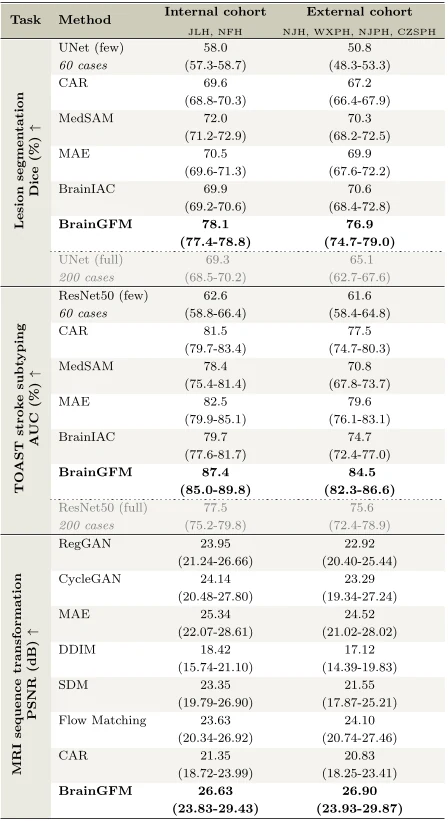 Task Method Internal cohort External cohort
JLH, NFH NJH, WXPH, NJPH, CZSPH
Lesion segmentation
Dice (%) ↑
UNet (few) 58.0 50.8
60 cases (57.3-58.7) (48.3-53.3)
CAR 69.6 67.2
(68.8-70.3) (66.4-67.9)
MedSAM 72.0 70.3
(71.2-72.9) (68.2-72.5)
MAE 70.5 69.9
(69.6-71.3) (67.6-72.2)
BrainIAC 69.9 70.6
(69.2-70.6) (68.4-72.8)
BrainGFM 78.1 76.9
(77.4-78.8) (74.7-79.0)
UNet (full) 69.3 65.1
200 cases (68.5-70.2) (62.7-67.6)
TOAST stroke subtyping
AUC (%) ↑
ResNet50 (few) 62.6 61.6
60 cases (58.8-66.4) (58.4-64.8)
CAR 81.5 77.5
(79.7-83.4) (74.7-80.3)
MedSAM 78.4 70.8
(75.4-81.4) (67.8-73.7)
MAE 82.5 79.6
(79.9-85.1) (76.1-83.1)
BrainIAC 79.7 74.7
(77.6-81.7) (72.4-77.0)
BrainGFM 87.4 84.5
(85.0-89.8) (82.3-86.6)
ResNet50 (full) 77.5 75.6
200 cases (75.2-79.8) (72.4-78.9)
MRI sequence transformation
PSNR (dB) ↑
RegGAN 23.95 22.92
(21.24-26.66) (20.40-25.44)
CycleGAN 24.14 23.29
(20.48-27.80) (19.34-27.24)
MAE 25.34 24.52
(22.07-28.61) (21.02-28.02)
DDIM 18.42 17.12
(15.74-21.10) (14.39-19.83)
SDM 23.35 21.55
(19.79-26.90) (17.87-25.21)
Flow Matching 23.63 24.10
(20.34-26.92) (20.74-27.46)
CAR 21.35 20.83
(18.72-23.99) (18.25-23.41)
BrainGFM 26.63 26.90
(23.83-29.43) (23.93-29.87)